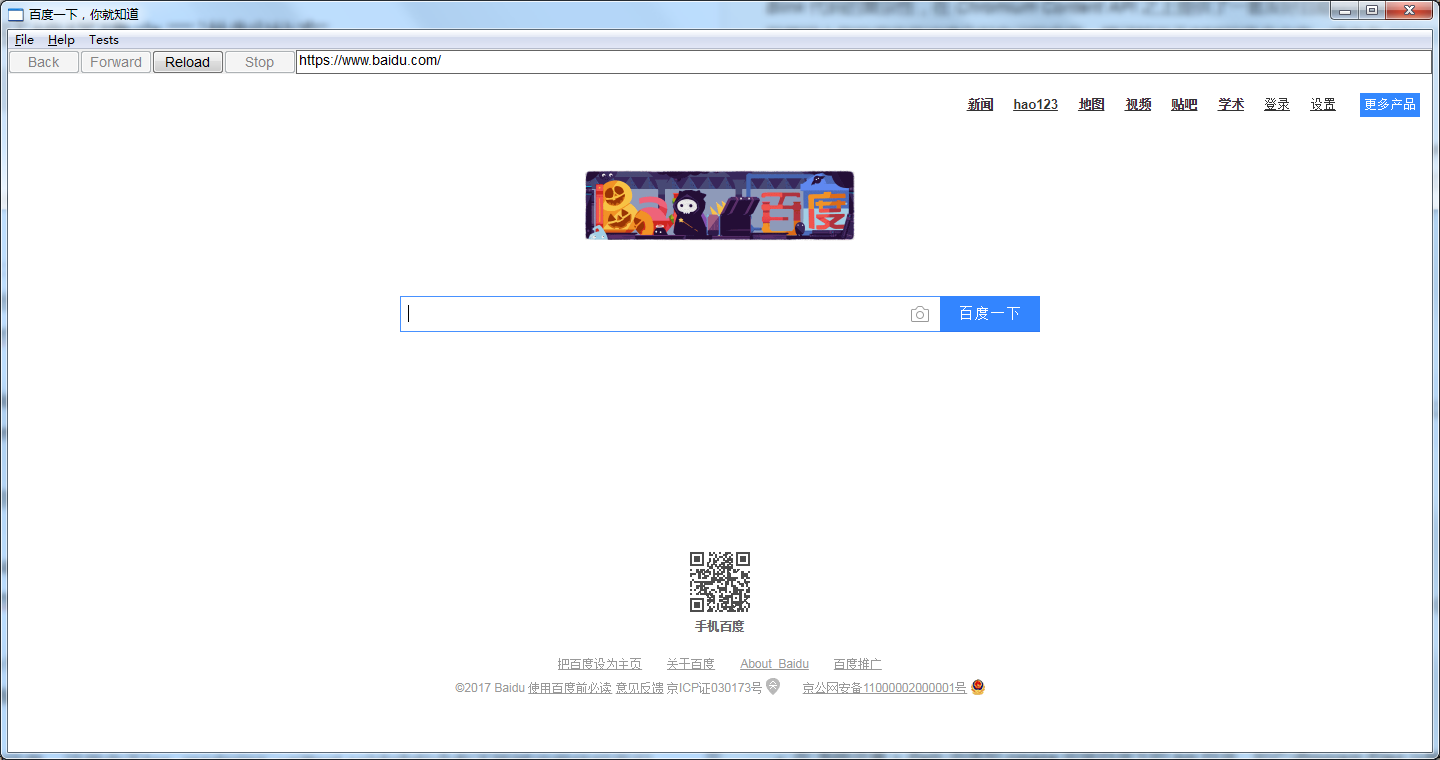 百度一下，你就知道
File Help Tests
Back Forward Reload Stop https://www.baidu.com/
新闻 hao123 地图 视频 贴吧 学术 登录 设置 更多产品
百度
百度一下
手机百度
把百度设为主页 关于百度 About Baidu 百度推广
©2017 Baidu 使用百度前必读 意见反馈 京ICP证030173号 京公网安备11000002000001号